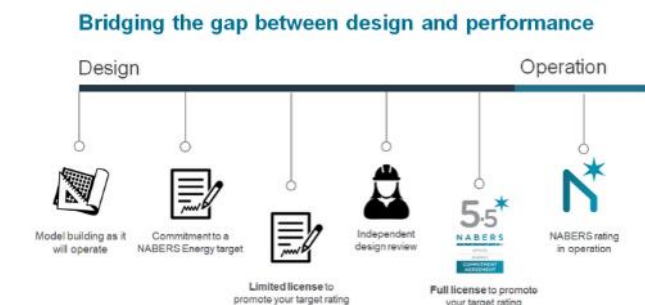 Bridging the gap between design and performance
Design
Operation
Model building as it
will operate
Commitment to a
NABERS Energy target
Limited license to
promote your target rating
Independent
design review
5.5
NABERS
COMMITMENT
AGREEMENT
Full license to promote
your target rating
NABERS rating
in operation